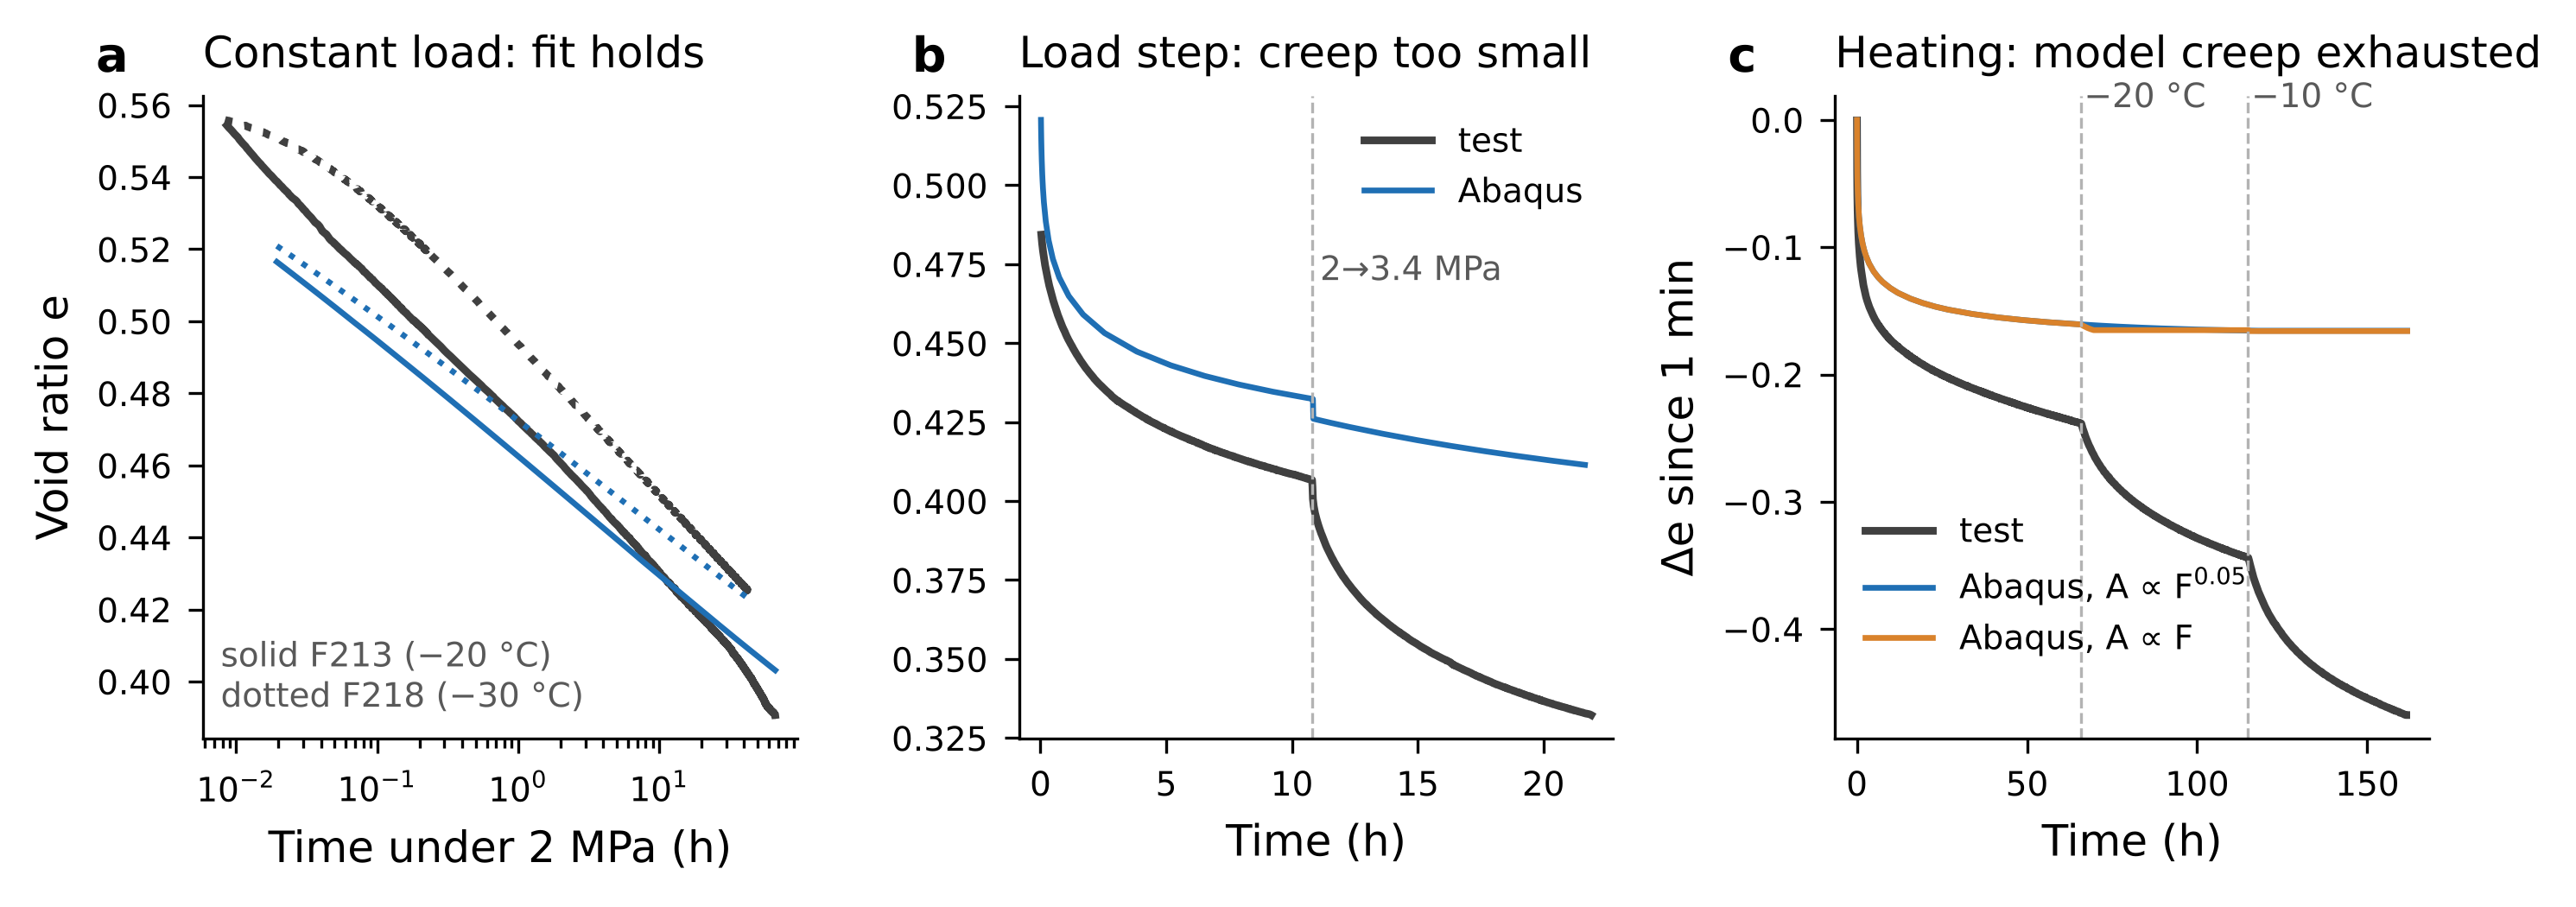 a Constant load: fit holds
Void ratio e
0.56
0.54
0.52
0.50
0.48
0.46
0.44
0.42
0.40
solid F213 (−20 °C)
dotted F218 (−30 °C)
10⁻² 10⁻¹ 10⁰ 10¹
Time under 2 MPa (h)
b Load step: creep too small
0.525
0.500
0.475
0.450
0.425
0.400
0.375
0.350
0.325
test
Abaqus
2→3.4 MPa
0 5 10 15 20
Time (h)
c Heating: model creep exhausted
−20 °C −10 °C
Δe since 1 min
0.0
−0.1
−0.2
−0.3
−0.4
test
Abaqus, A ∝ F⁰·⁰⁵
Abaqus, A ∝ F
0 50 100 150
Time (h)